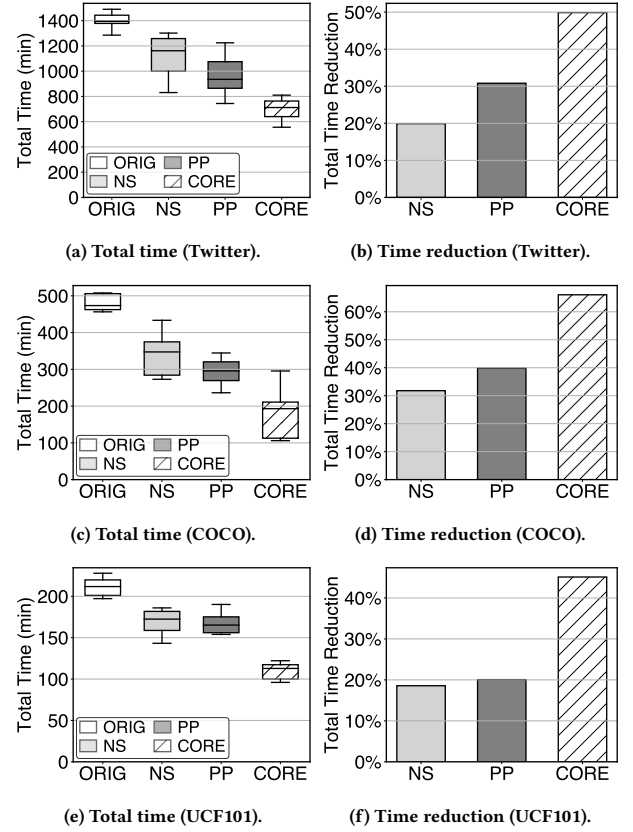 Total Time (min)
1400
1200
1000
800
600
400
200
0
ORIG PP
NS CORE
ORIG NS PP CORE
(a) Total time (Twitter).
Total Time Reduction
50%
40%
30%
20%
10%
0%
NS PP CORE
(b) Time reduction (Twitter).
Total Time (min)
500
400
300
200
100
0
ORIG PP
NS CORE
ORIG NS PP CORE
(c) Total time (COCO).
Total Time Reduction
60%
50%
40%
30%
20%
10%
0%
NS PP CORE
(d) Time reduction (COCO).
Total Time (min)
200
150
100
50
0
ORIG PP
NS CORE
ORIG NS PP CORE
(e) Total time (UCF101).
Total Time Reduction
40%
30%
20%
10%
0%
NS PP CORE
(f) Time reduction (UCF101).